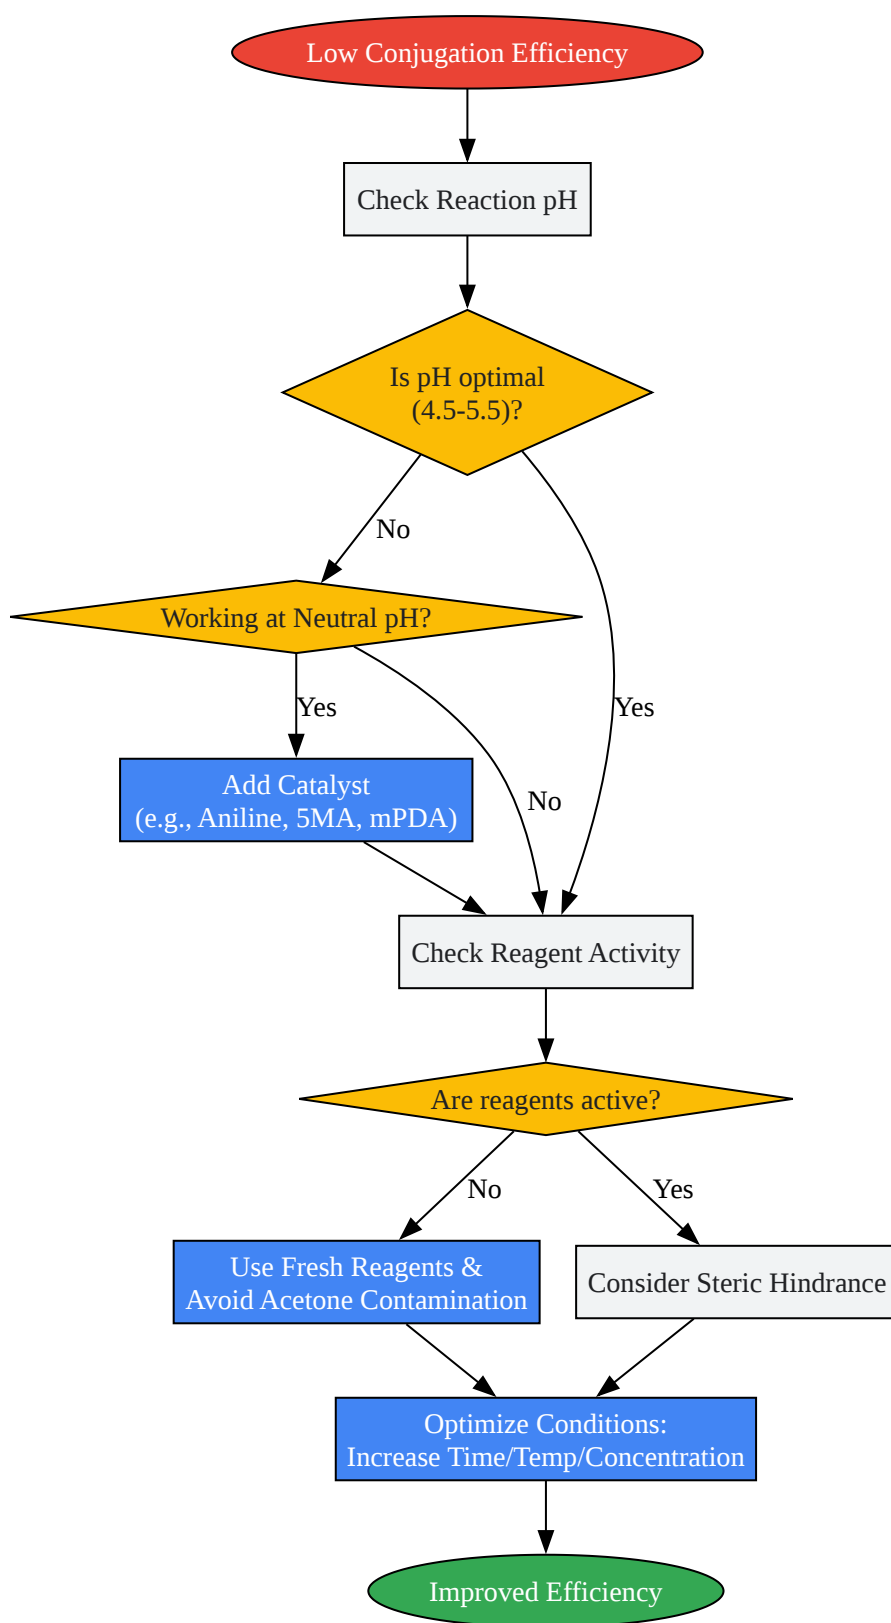 Low Conjugation Efficiency
Check Reaction pH
Is pH optimal
(4.5-5.5)?
No
Working at Neutral pH?
Yes
Yes
Add Catalyst
(e.g., Aniline, 5MA, mPDA)
No
Check Reagent Activity
Are reagents active?
No
Yes
Use Fresh Reagents &
Avoid Acetone Contamination
Consider Steric Hindrance
Optimize Conditions:
Increase Time/Temp/Concentration
Improved Efficiency